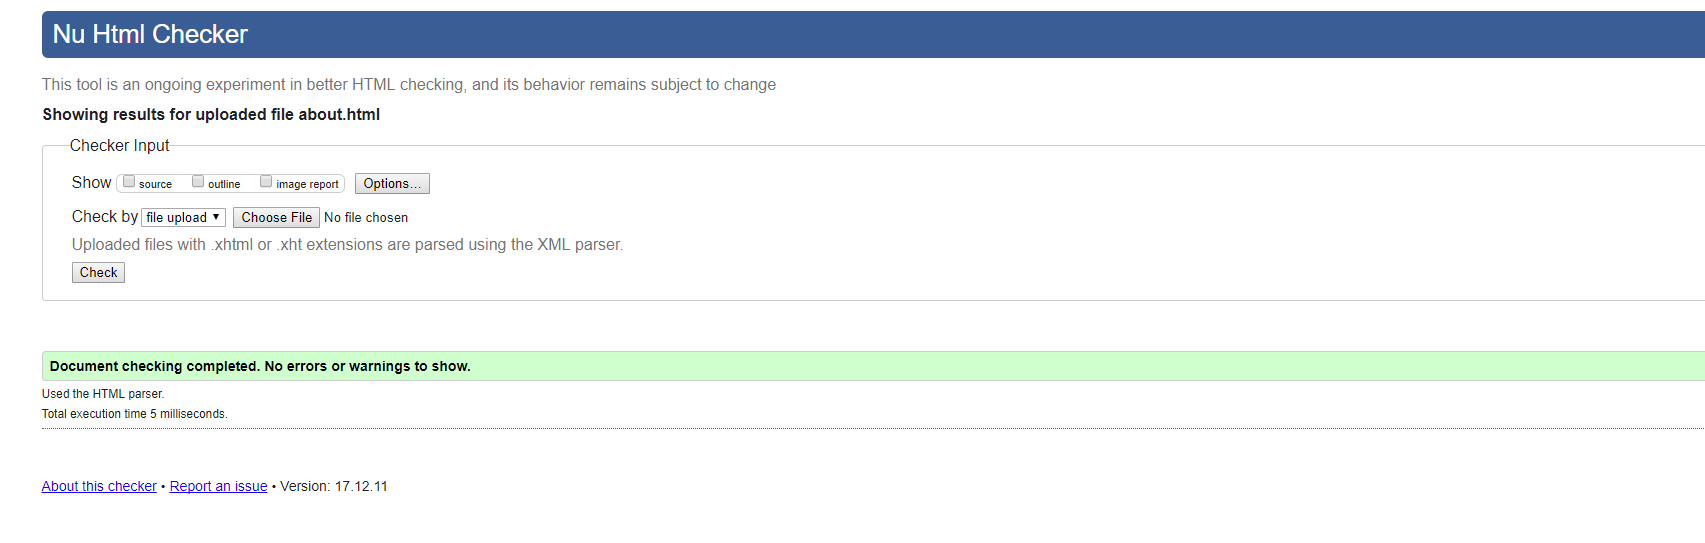 Nu Html Checker
This tool is an ongoing experiment in better HTML checking, and its behavior remains subject to change
Showing results for uploaded file about.html
Checker Input
Show source outline image report Options...
Check by file upload Choose File No file chosen
Uploaded files with .xhtml or .xht extensions are parsed using the XML parser.
Check
Document checking completed. No errors or warnings to show.
Used the HTML parser.
Total execution time 5 milliseconds.
About this checker • Report an issue • Version: 17.12.11